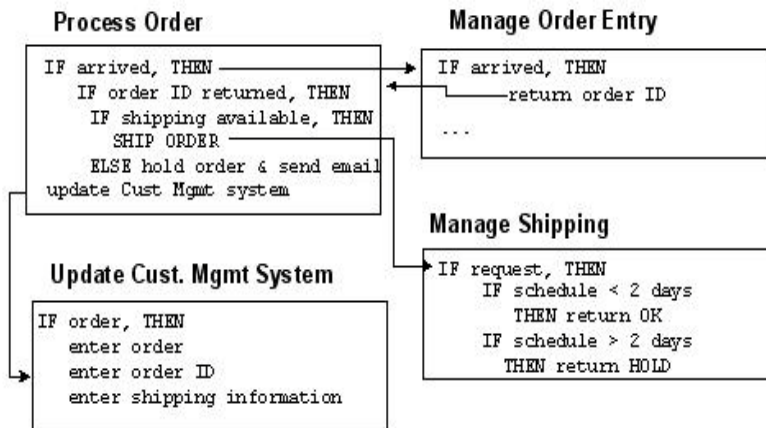 Process Order
IF arrived, THEN
IF order ID returned, THEN
IF shipping available, THEN
SHIP ORDER
ELSE hold order & send email
update Cust Mgmt system
Manage Order Entry
IF arrived, THEN
return order ID
...
Manage Shipping
IF request, THEN
IF schedule < 2 days
THEN return OK
IF schedule > 2 days
THEN return HOLD
Update Cust. Mgmt System
IF order, THEN
enter order
enter order ID
enter shipping information